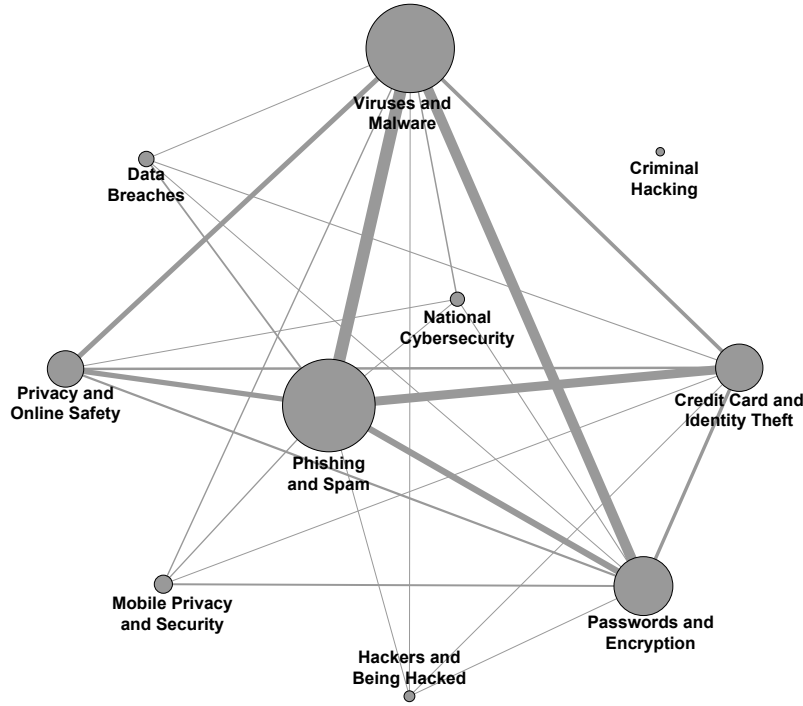 Viruses and
Malware
Data
Breaches
Criminal
Hacking
National
Cybersecurity
Privacy and
Online Safety
Credit Card and
Identity Theft
Phishing
and Spam
Mobile Privacy
and Security
Passwords and
Encryption
Hackers and
Being Hacked